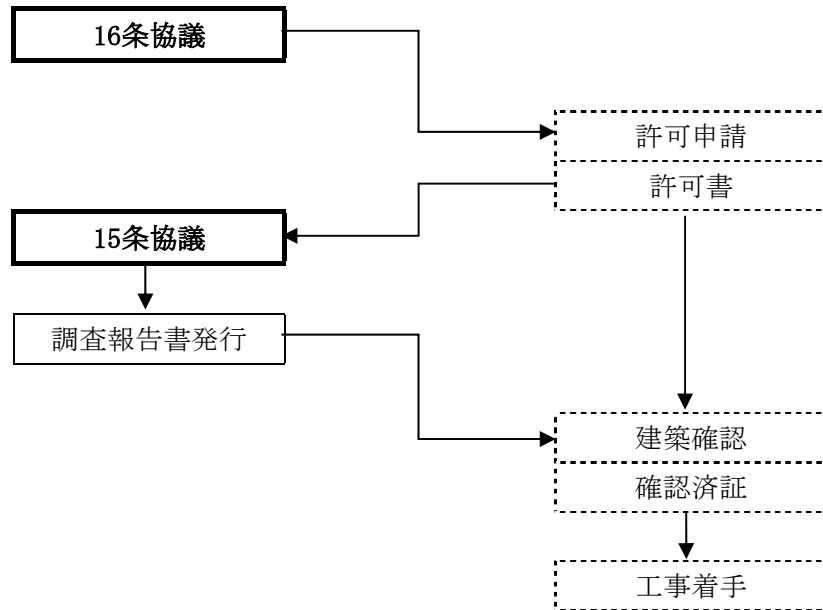 16条協議
許可申請
許可書
15条協議
調査報告書発行
建築確認
確認済証
工事着手